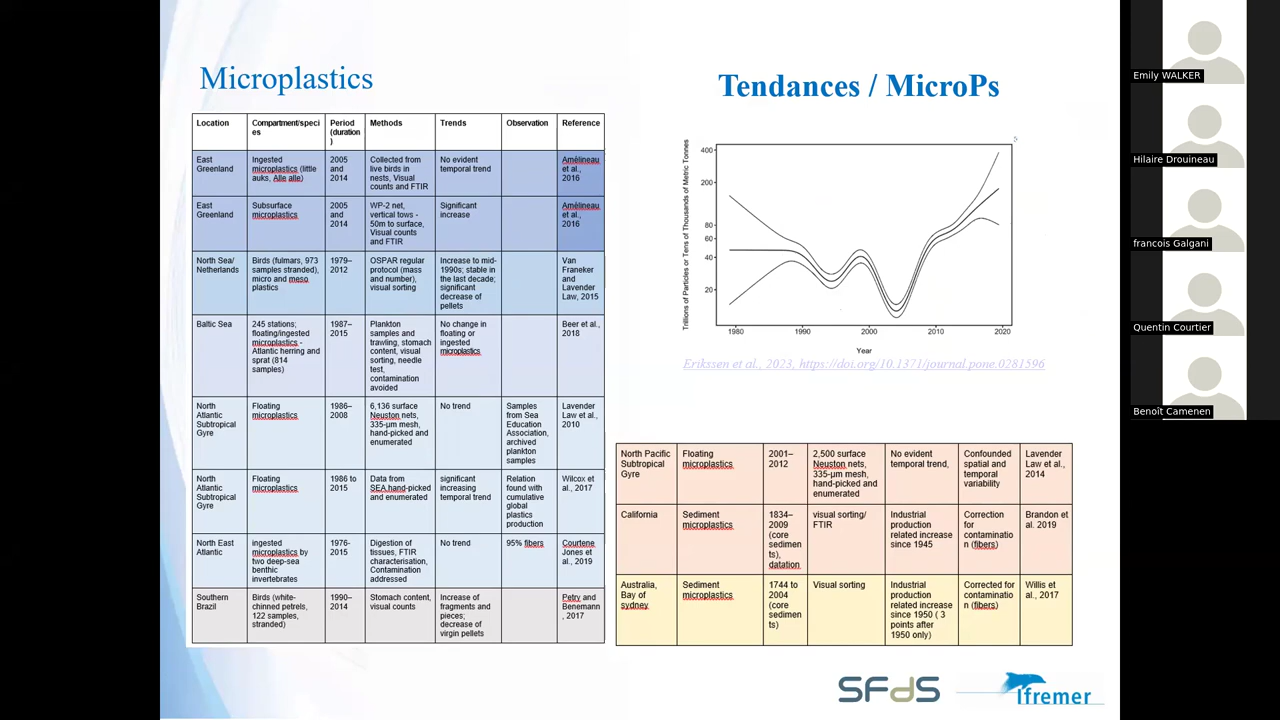 Microplastics
Location
Compartment/speci
es
Period
(duration
)
Methods
Trends
Observation
Reference
East
Greenland
Ingested
microplastics (little
auks, Alle alle)
2005
and
2014
Collected from
live birds in
nests, Visual
counts and FTIR
No evident
temporal trend
Amélineau
et al.,
2016
East
Greenland
Subsurface
microplastics
2005
and
2014
WP-2 net,
vertical tows -
50m to surface,
Visual counts
and FTIR
Significant
increase
Amélineau
et al.,
2016
North Sea/
Netherlands
Birds (fulmars, 973
samples stranded),
micro and meso
plastics
1979–
2012
OSPAR regular
protocol (mass
and number),
visual sorting
Increase to mid-
1990s; stable in
the last decade;
significant
decrease of
pellets
Van
Franeker
and
Lavender
Law, 2015
Baltic Sea
245 stations;
floating/ingested
microplastics -
Atlantic herring and
sprat (814
samples)
1987–
2015
Plankton
samples and
trawling, stomach
content, visual
sorting, needle
test,
contamination
avoided
No change in
floating or
ingested
microplastics
Beer et al.,
2018
North
Atlantic
Subtropical
Gyre
Floating
microplastics
1986–
2008
6,136 surface
Neuston nets,
335-µm mesh,
hand-picked and
enumerated
No trend
Samples
from Sea
Education
Association,
archived
plankton
samples
Lavender
Law et al.,
2010
North
Atlantic
Subtropical
Gyre
Floating
microplastics
1986 to
2015
Data from
SEA,hand-picked
and enumerated
significant
increasing
temporal trend
Relation
found with
cumulative
global
plastics
production
Wilcox et
al., 2017
North East
Atlantic
ingested
microplastics by
two deep-sea
benthic
invertebrates
1976-
2015
Digestion of
tissues, FTIR
characterisation,
Contamination
addressed
No trend
95% fibers
Courtene
Jones et
al., 2019
Southern
Brazil
Birds (white-
chinned petrels,
122 samples,
stranded)
1990–
2014
Stomach content,
visual counts
Increase of
fragments and
pieces;
decrease of
virgin pellets
Petry and
Benemann
, 2017
Tendances / MicroPs
5
Trillions of Particles or Tens of Thousands of Metric Tonnes
400
200
80
60
40
20
1980
1990
2000
2010
2020
Year
Erikssen et al., 2023, https://doi.org/10.1371/journal.pone.0281596
North Pacific
Subtropical
Gyre
Floating
microplastics
2001–
2012
2,500 surface
Neuston nets,
335-µm mesh,
hand-picked and
enumerated
No evident
temporal trend,
Confounded
spatial and
temporal
variability
Lavender
Law et al.,
2014
California
Sediment
microplastics
1834–
2009
(core
sedimen
ts),
datation
visual sorting/
FTIR
Industrial
production
related increase
since 1945
Correction
for
contaminatio
n (fibers)
Brandon et
al. 2019
Australia,
Bay of
sydney
Sediment
microplastics
1744 to
2004
(core
sedimen
ts)
Visual sorting
Industrial
production
related increase
since 1950 ( 3
points after
1950 only)
Corrected for
contaminatio
n (fibers)
Willis et
al., 2017
SFdS
Ifremer
Emily WALKER
Hilaire Drouineau
francois Galgani
Quentin Courtier
Benoît Camenen